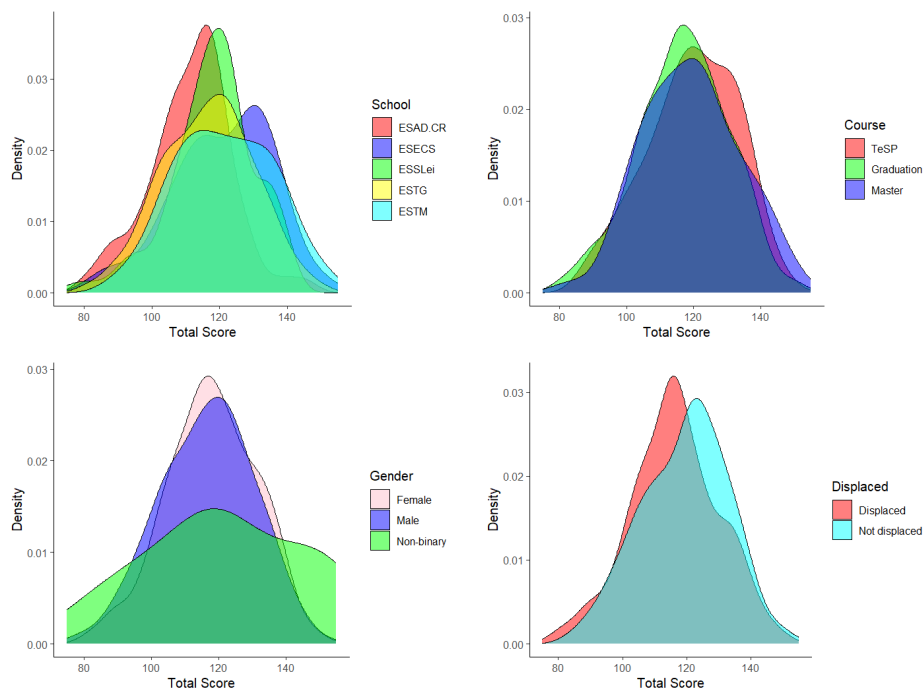 0.03
0.02
0.01
0.00
Density
80 100 120 140
Total Score
School
ESAD.CR
ESECS
ESSLei
ESTG
ESTM
0.03
0.02
0.01
0.00
Density
80 100 120 140
Total Score
Course
TeSP
Graduation
Master
0.03
0.02
0.01
0.00
Density
80 100 120 140
Total Score
Gender
Female
Male
Non-binary
0.03
0.02
0.01
0.00
Density
80 100 120 140
Total Score
Displaced
Displaced
Not displaced